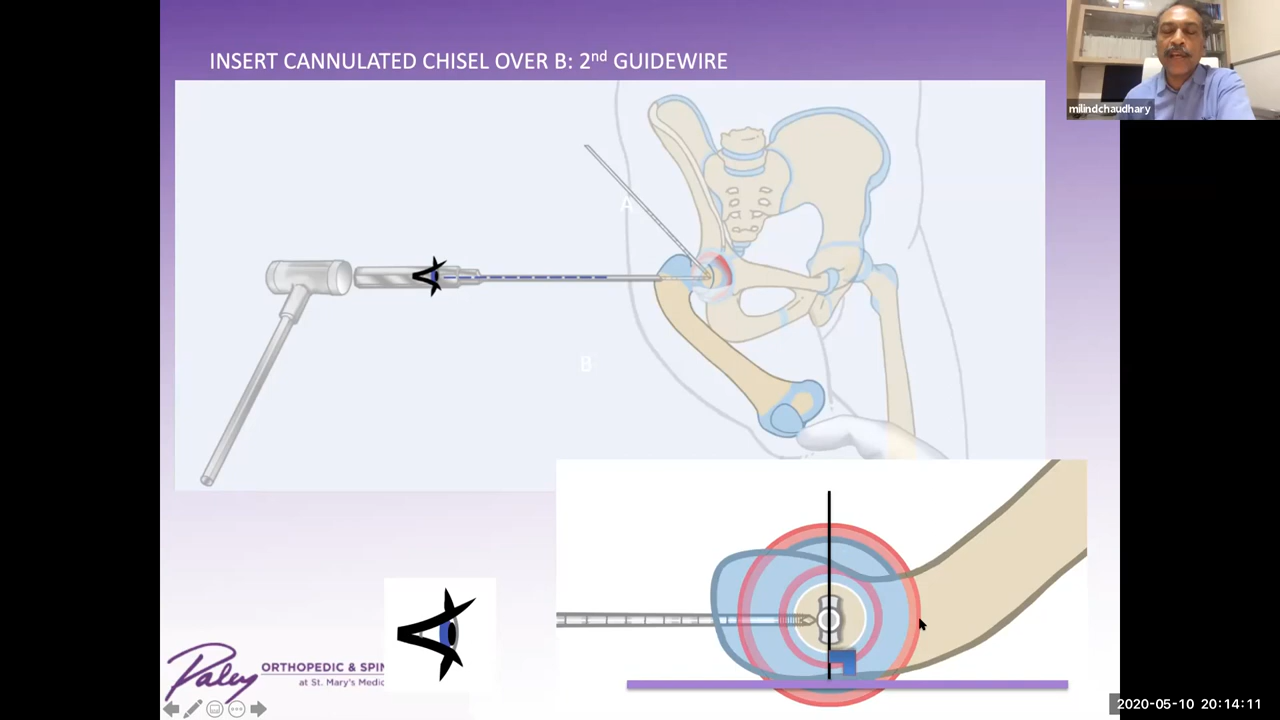 INSERT CANNULATED CHISEL OVER B: 2nd GUIDEWIRE
milindchaudhary
A
B
Paley
ORTHOPEDIC & SPIN
at St. Mary's Medic
2020-05-10 20:14:11